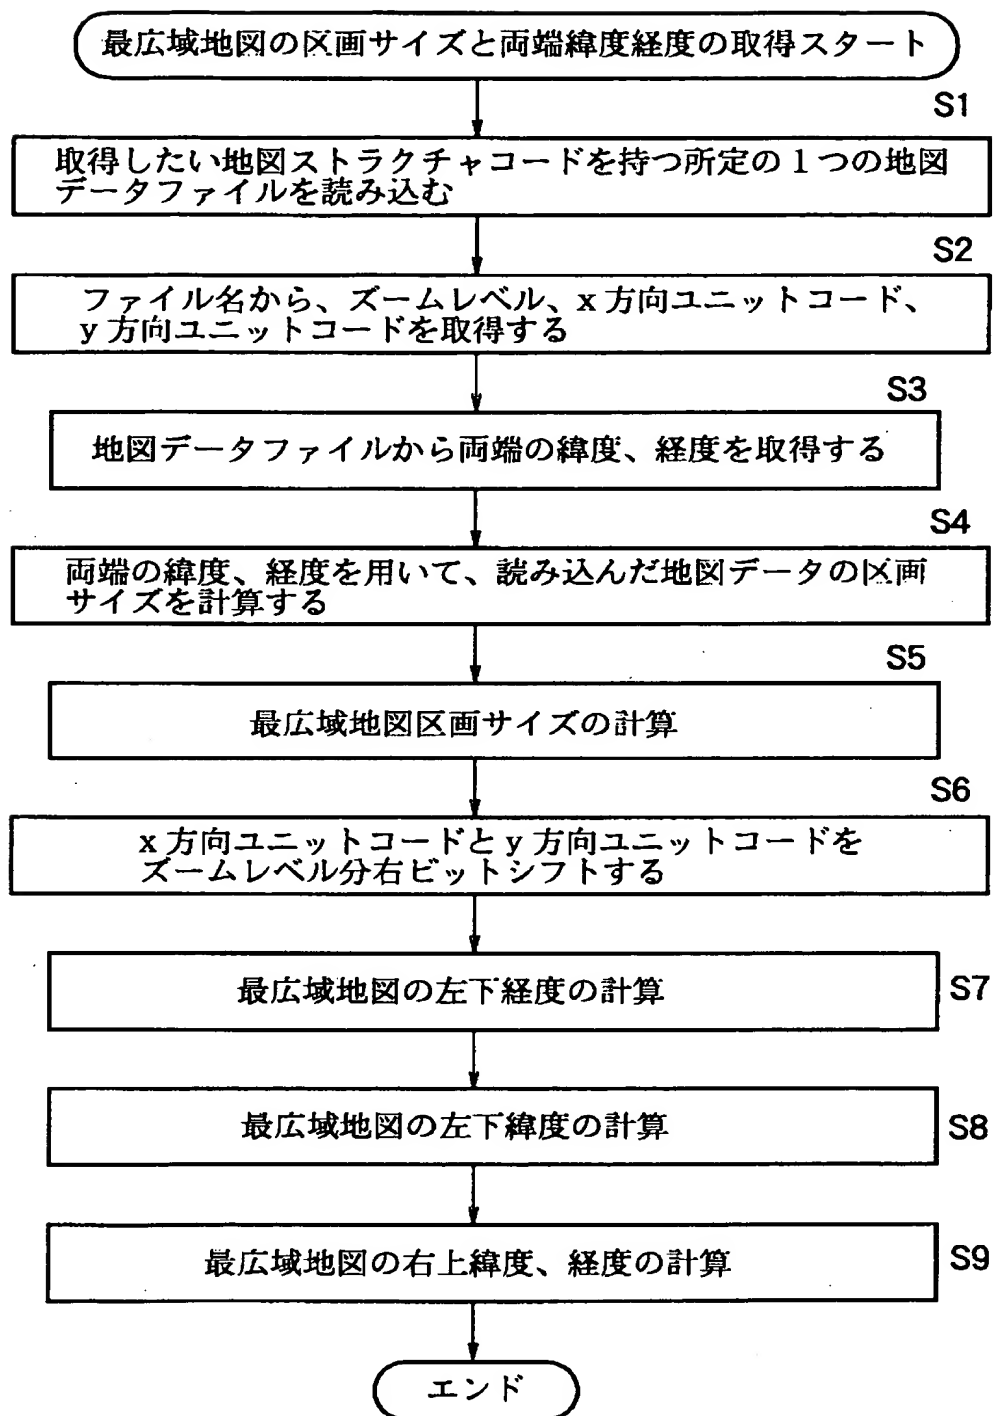 最広域地図の区画サイズと両端緯度経度の取得スタート
S1
取得したい地図ストラクチャコードを持つ所定の1つの地図
データファイルを読み込む
S2
ファイル名から、ズームレベル、x方向ユニットコード、
y方向ユニットコードを取得する
S3
地図データファイルから両端の緯度、経度を取得する
S4
両端の緯度、経度を用いて、読み込んだ地図データの区画
サイズを計算する
S5
最広域地図区画サイズの計算
S6
x方向ユニットコードとy方向ユニットコードを
ズームレベル分右ビットシフトする
最広域地図の左下経度の計算
S7
最広域地図の左下緯度の計算
S8
最広域地図の右上緯度、経度の計算
S9
エンド